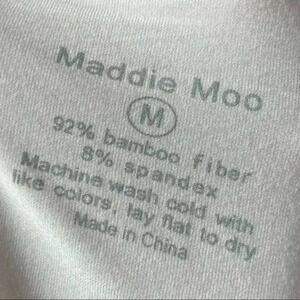 Maddie Moo
M
92% bamboo fiber
8% spandex
Machine wash cold with
like colors, lay flat to dry
Made in China